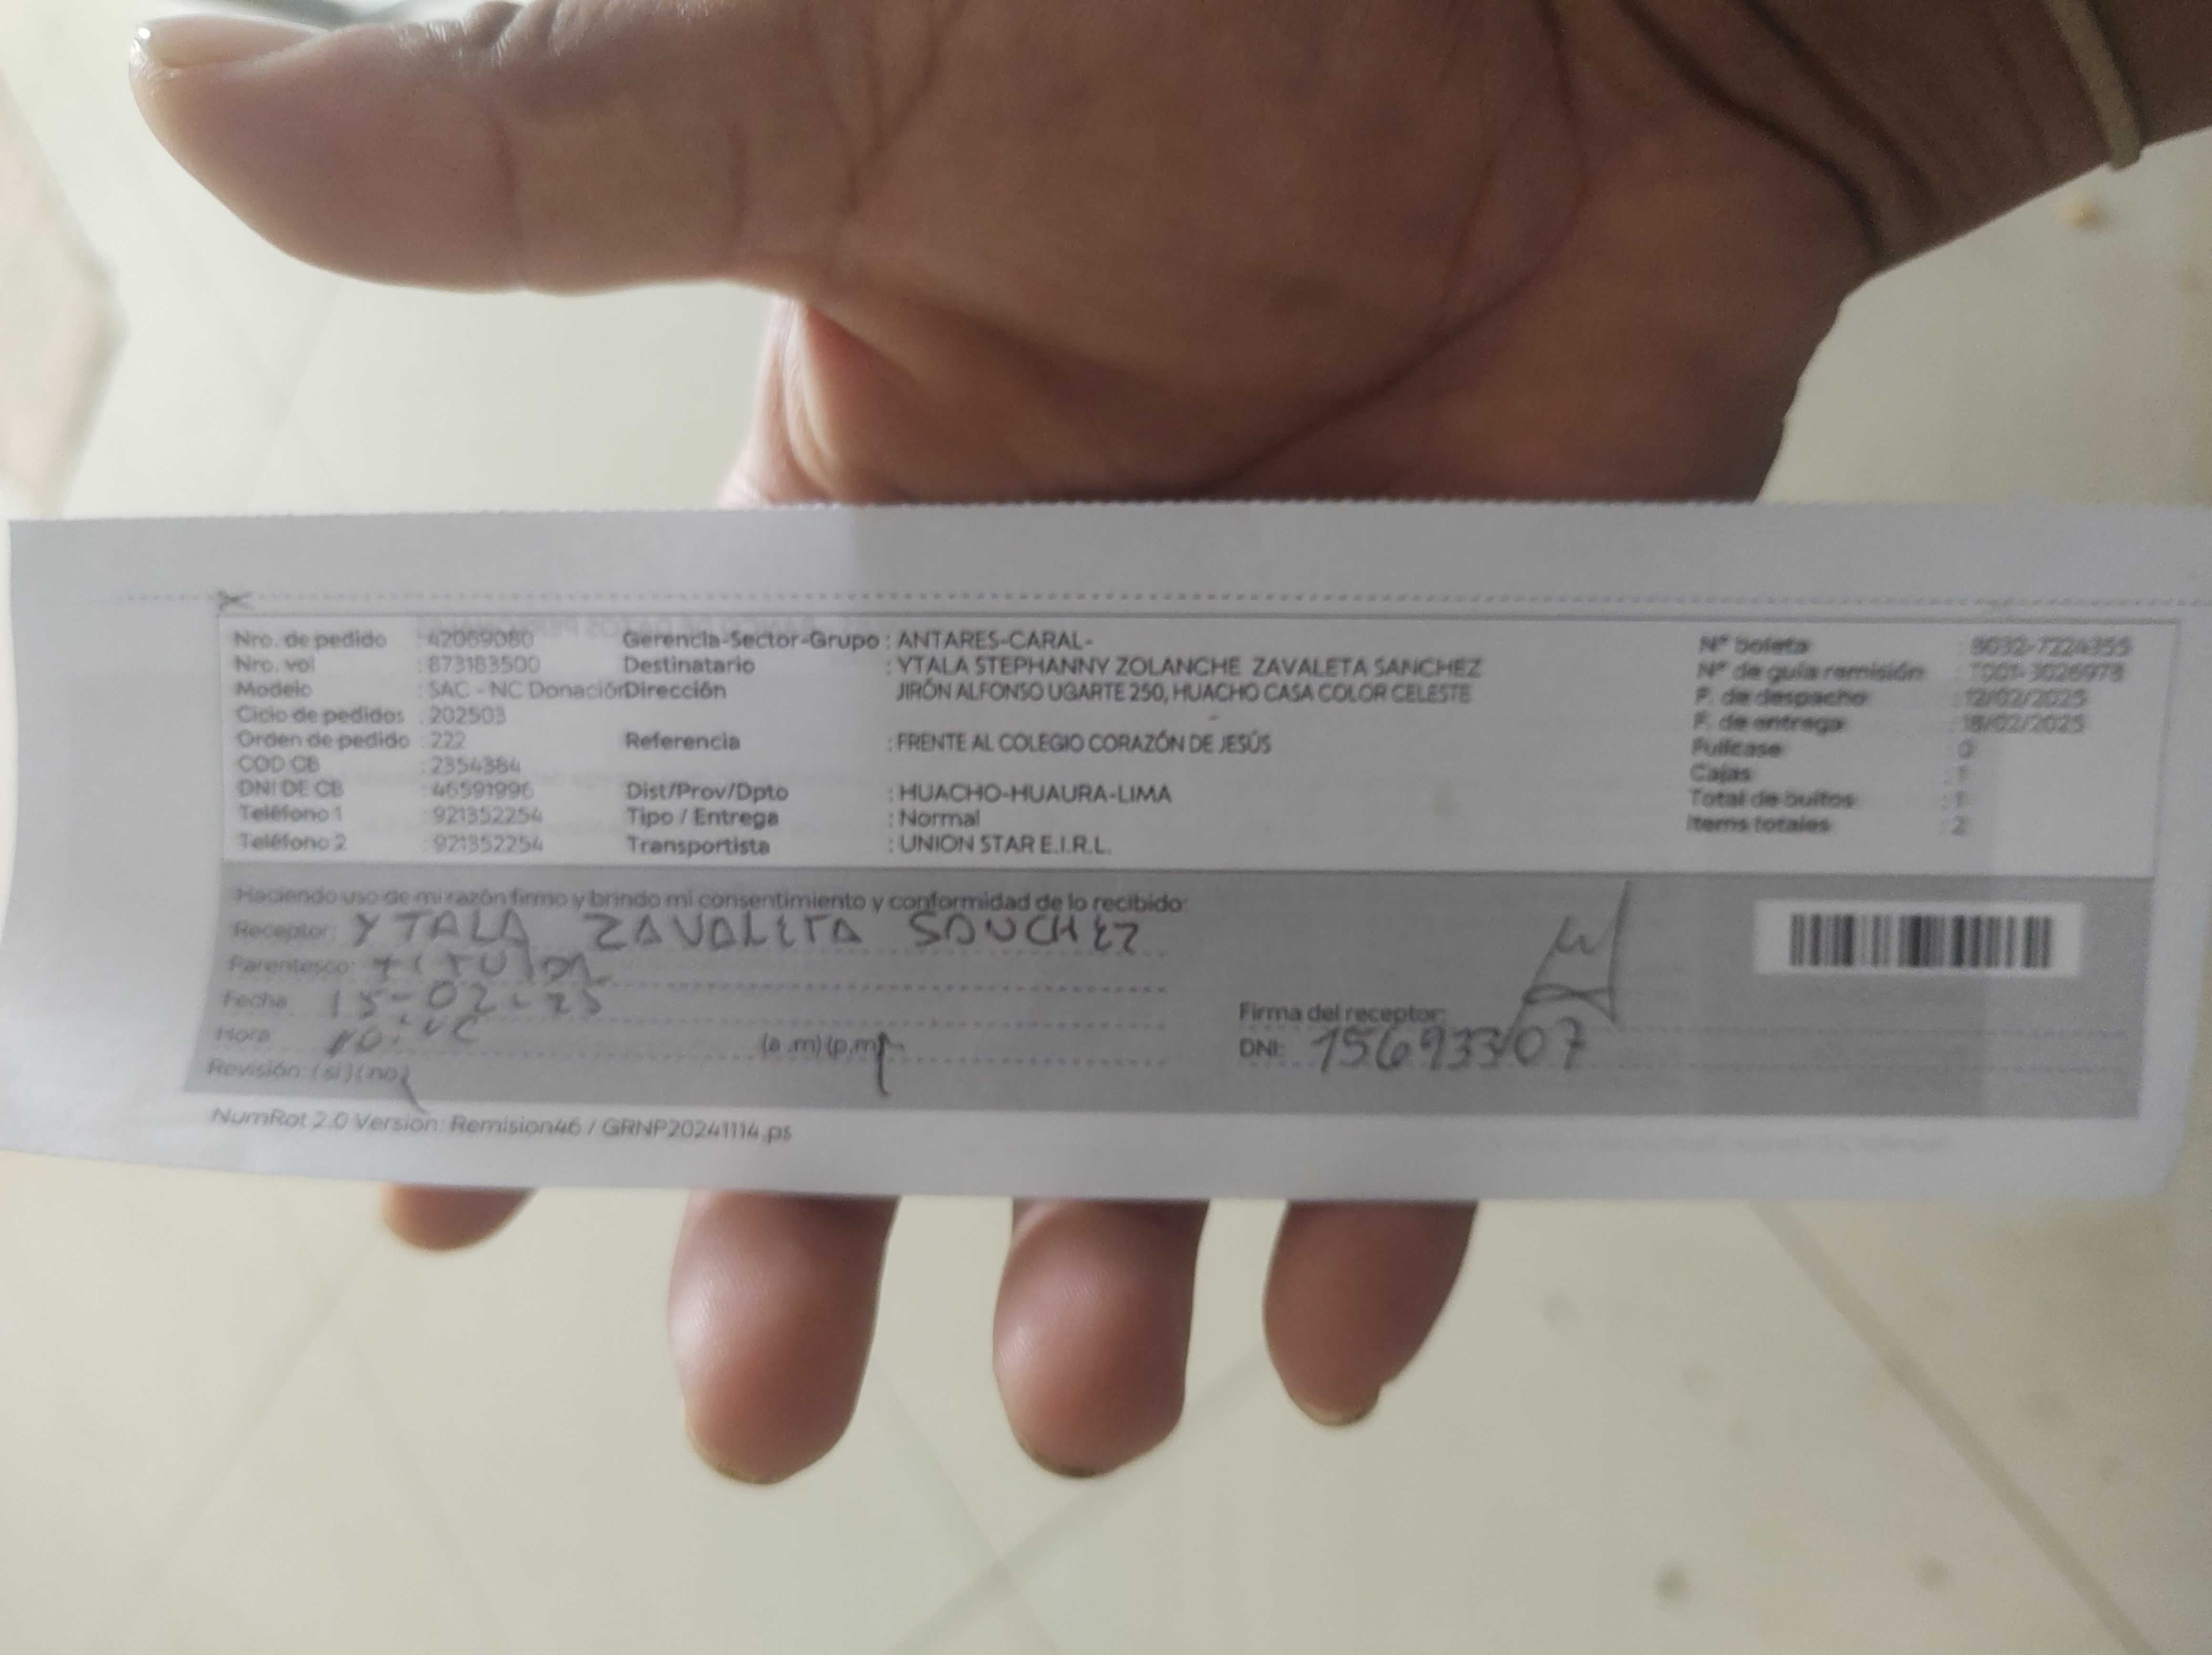 Nro. de pedido : 42069080 Gerencia-Sector-Grupo : ANTARES-CARAL- Nº boleta
Nro. vol : 873183500 Destinatario : YTALA STEPHANNY ZOLANCHE ZAVALETA SANCHEZ Nº de guía remisión : T001-3026978
Modelo : SAC - NC Donación Dirección JIRÓN ALFONSO UGARTE 250, HUACHO CASA COLOR CELESTE F. de despacho : 12/02/2025
Ciclo de pedidos : 202503 F. de entrega : 18/02/2025
Orden de pedido : 222 Referencia : FRENTE AL COLEGIO CORAZÓN DE JESÚS Fullcase 0
COD CB : 2354384 Cajas : 1
DNI DE CB : 46591996 Dist/Prov/Dpto : HUACHO-HUAURA-LIMA Total de bultos : 1
Teléfono 1 : 921352254 Tipo / Entrega : Normal Items totales : 2
Teléfono 2 : 921352254 Transportista : UNION STAR E.I.R.L.
Haciendo uso de mi razón firmo y brindo mi consentimiento y conformidad de lo recibido:
Receptor: YTALA ZAVALETA SANCHEZ
Parentesco: TITULAR
Fecha 15-02-25
Hora (a.m) (p.m)
Revisión: (si) (no)
Firma del receptor:
DNI: 15693307
NumRot 2.0 Version: Remision46 / GRNP20241114.ps